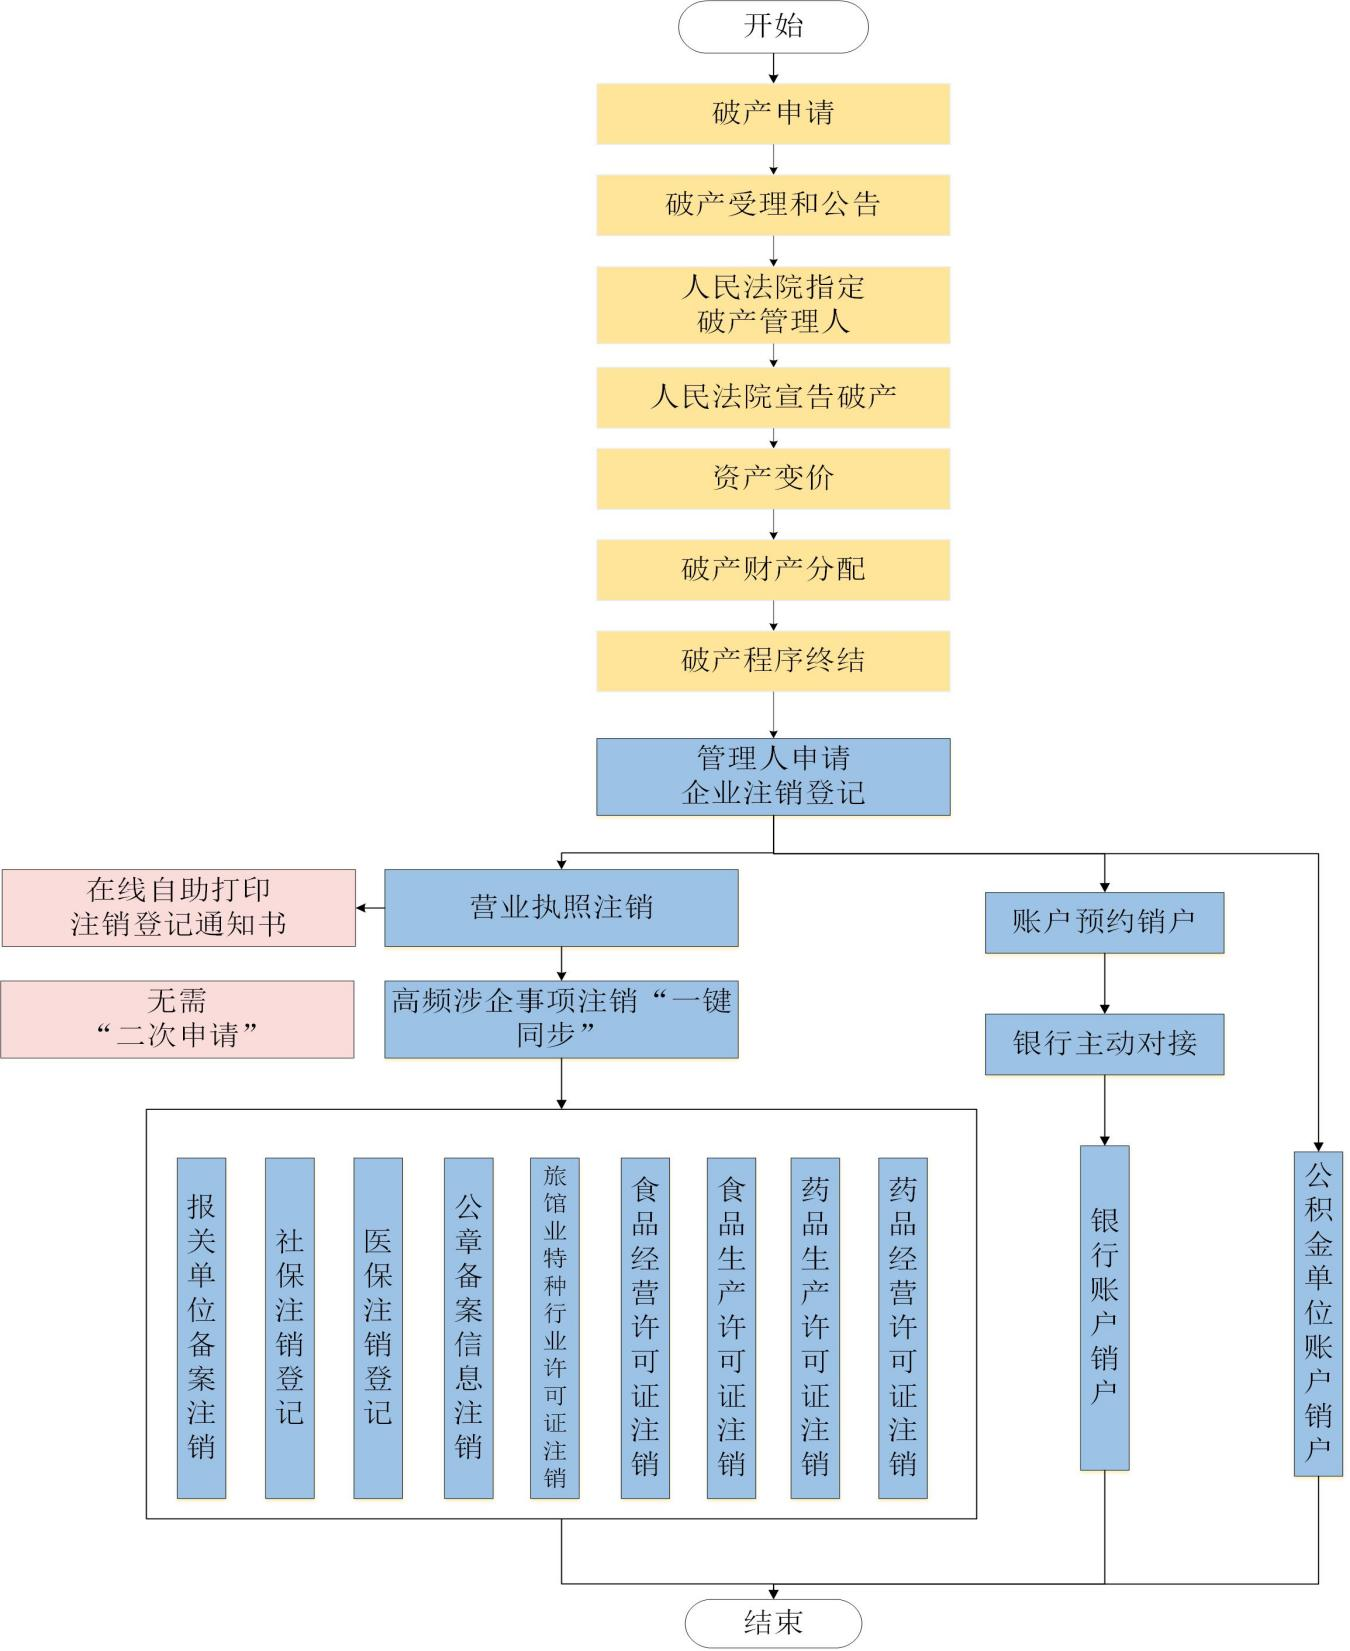 开始
破产申请
破产受理和公告
人民法院指定
破产管理人
人民法院宣告破产
资产变价
破产财产分配
破产程序终结
管理人申请
企业注销登记
在线自助打印
注销登记通知书
营业执照注销
账户预约销户
无需
“二次申请”
高频涉企事项注销“一键
同步”
银行主动对接
报关单位备案注销
社保注销登记
医保注销登记
公章备案信息注销
旅馆业特种行业许可证注销
食品经营许可证注销
食品生产许可证注销
药品生产许可证注销
药品经营许可证注销
银行账户销户
公积金单位账户销户
结束